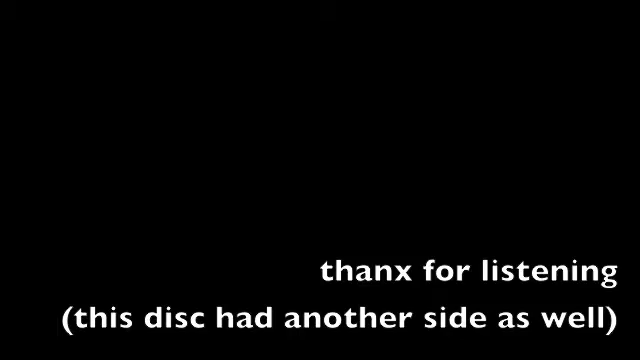 thanx for listening
(this disc had another side as well)